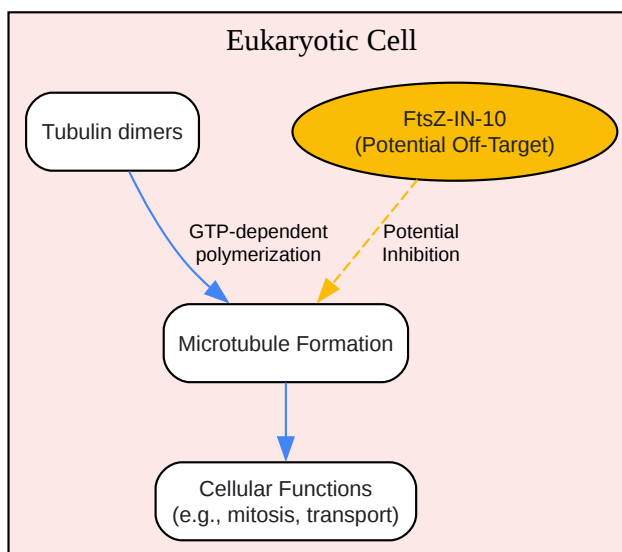 Eukaryotic Cell
Tubulin dimers
FtsZ-IN-10
(Potential Off-Target)
GTP-dependent
polymerization
Potential
Inhibition
Microtubule Formation
Cellular Functions
(e.g., mitosis, transport)